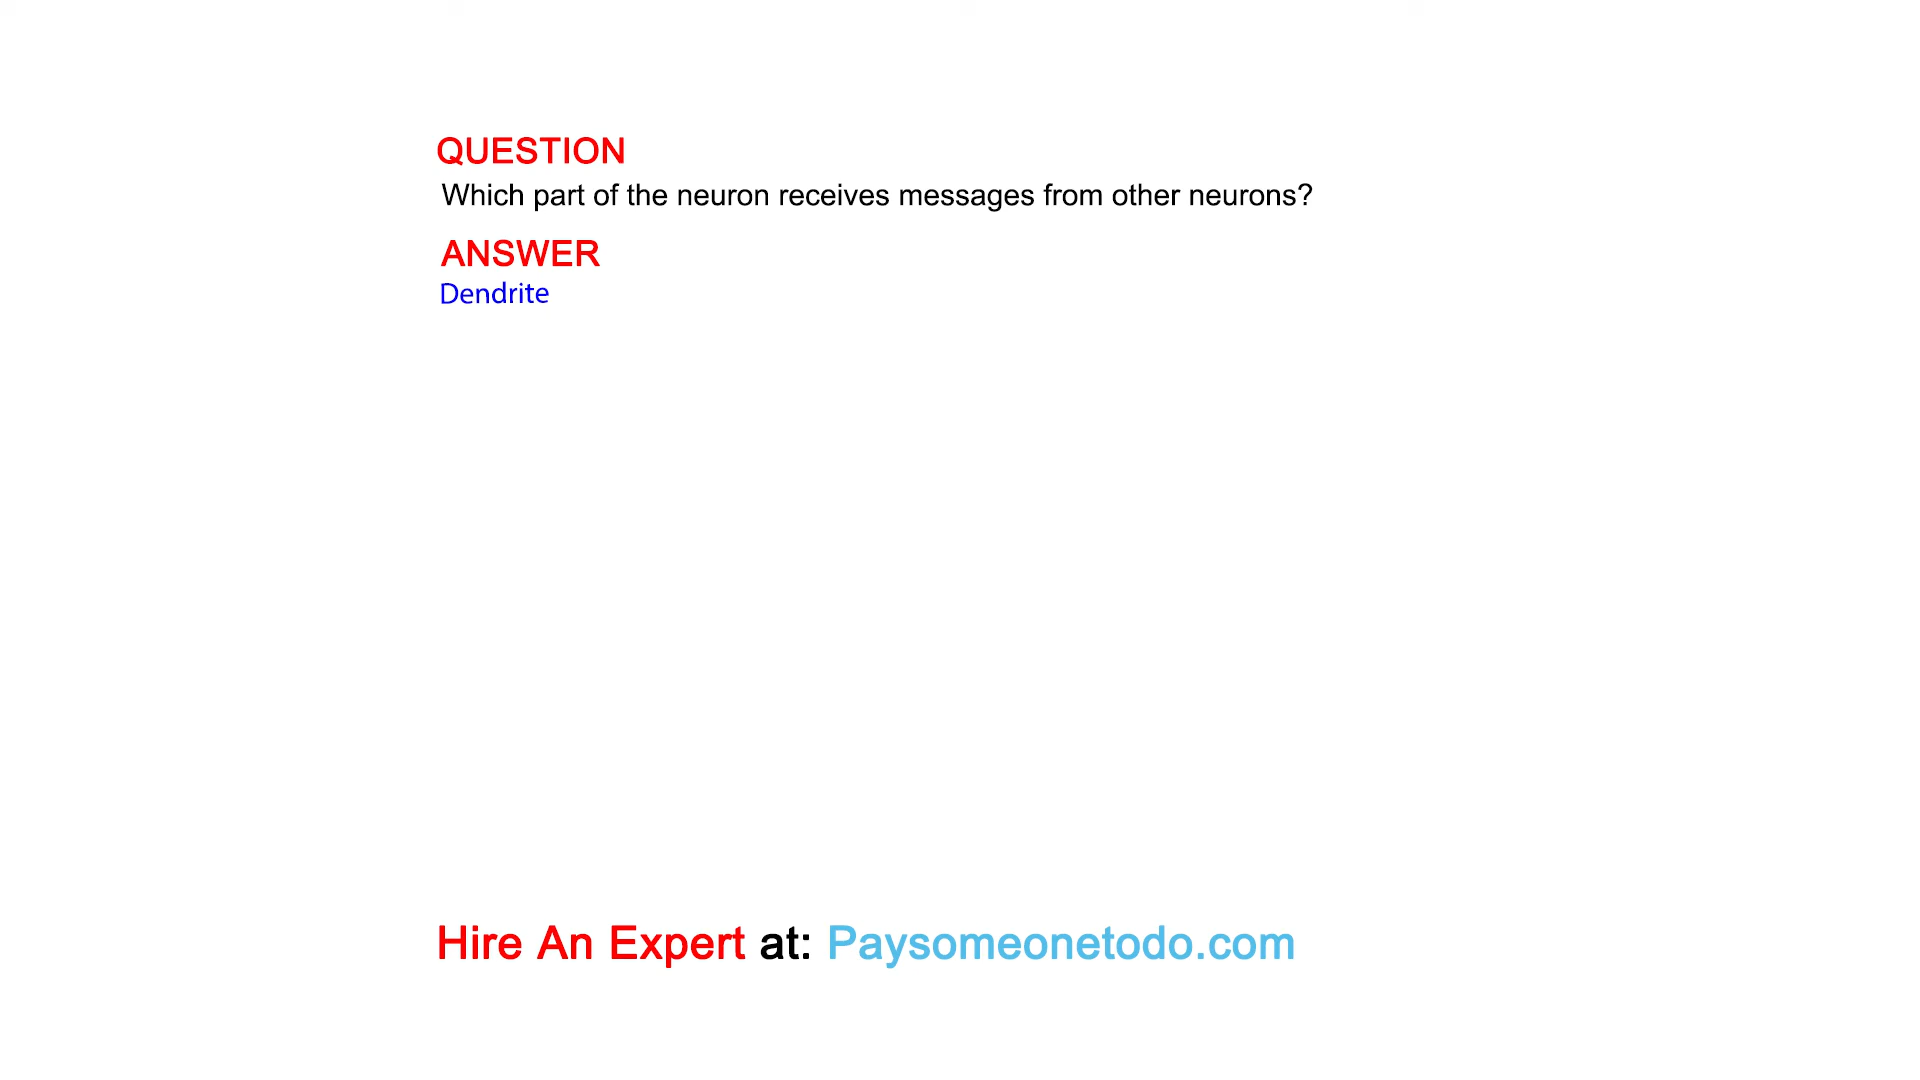 QUESTION
Which part of the neuron receives messages from other neurons?
ANSWER
Dendrite
Hire An Expert at: Paysomeonetodo.com